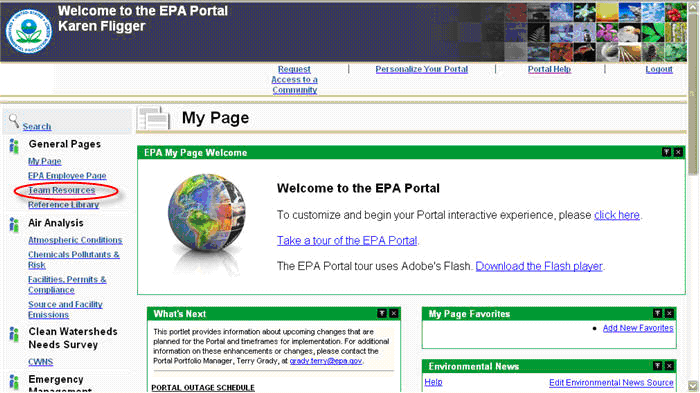 Welcome to the EPA Portal
Karen Fligger
Request
Access to a
Community
Personalize Your Portal
Portal Help
Logout
Search
General Pages
My Page
EPA Employee Page
Team Resources
Reference Library
Air Analysis
Atmospheric Conditions
Chemicals Pollutants &
Risk
Facilities, Permits &
Compliance
Source and Facility
Emissions
Clean Watersheds
Needs Survey
CWNS
Emergency
Management
My Page
EPA My Page Welcome
Welcome to the EPA Portal
To customize and begin your Portal interactive experience, please click here.
Take a tour of the EPA Portal.
The EPA Portal tour uses Adobe's Flash. Download the Flash player.
What's Next
This portlet provides information about upcoming changes that are
planned for the Portal and timeframes for implementation. For additional
information on these enhancements or changes, please contact the
Portal Portfolio Manager, Terry Grady, at grady.terry@epa.gov.
PORTAL OUTAGE SCHEDULE
My Page Favorites
Add New Favorites
Environmental News
Help
Edit Environmental News Source